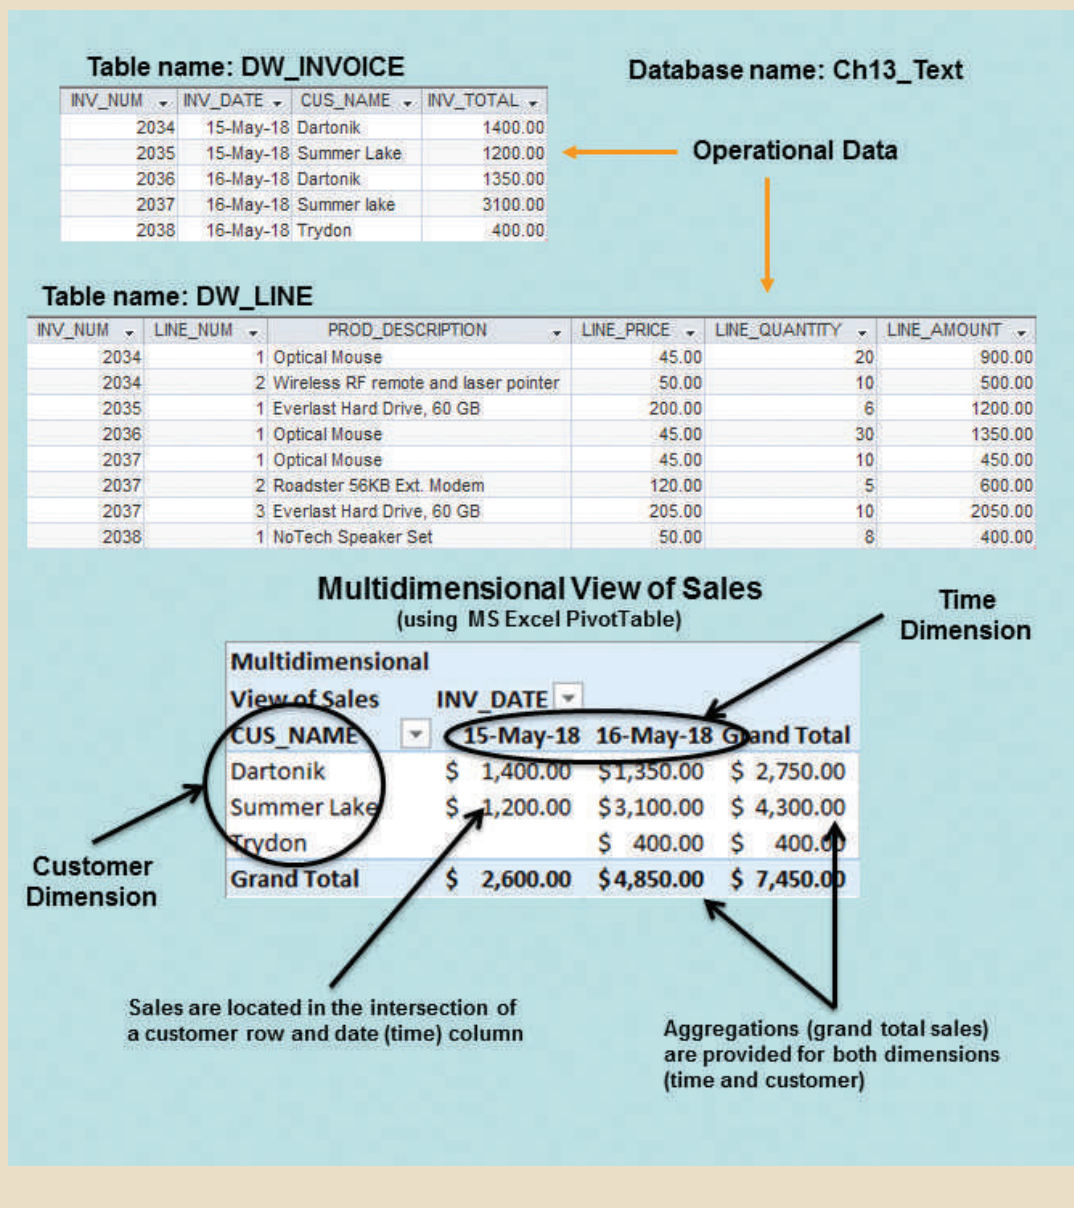 Table name: DW_INVOICE
Database name: Ch13_Text
INV_NUM INV_DATE CUS_NAME INV_TOTAL
2034 15-May-18 Dartonik 1400.00
2035 15-May-18 Summer Lake 1200.00
2036 16-May-18 Dartonik 1350.00
2037 16-May-18 Summer lake 3100.00
2038 16-May-18 Trydon 400.00
Operational Data
Table name: DW_LINE
INV_NUM LINE_NUM PROD_DESCRIPTION LINE_PRICE LINE_QUANTITY LINE_AMOUNT
2034 1 Optical Mouse 45.00 20 900.00
2034 2 Wireless RF remote and laser pointer 50.00 10 500.00
2035 1 Everlast Hard Drive, 60 GB 200.00 6 1200.00
2036 1 Optical Mouse 45.00 30 1350.00
2037 1 Optical Mouse 45.00 10 450.00
2037 2 Roadster 56KB Ext. Modem 120.00 5 600.00
2037 3 Everlast Hard Drive, 60 GB 205.00 10 2050.00
2038 1 NoTech Speaker Set 50.00 8 400.00
Multidimensional View of Sales
(using MS Excel PivotTable)
Time
Dimension
Multidimensional
View of Sales INV_DATE
CUS_NAME 15-May-18 16-May-18 Grand Total
Dartonik $ 1,400.00 $1,350.00 $ 2,750.00
Summer Lake $ 1,200.00 $3,100.00 $ 4,300.00
Trydon $ 400.00 $ 400.00
Grand Total $ 2,600.00 $4,850.00 $ 7,450.00
Customer
Dimension
Sales are located in the intersection of
a customer row and date (time) column
Aggregations (grand total sales)
are provided for both dimensions
(time and customer)